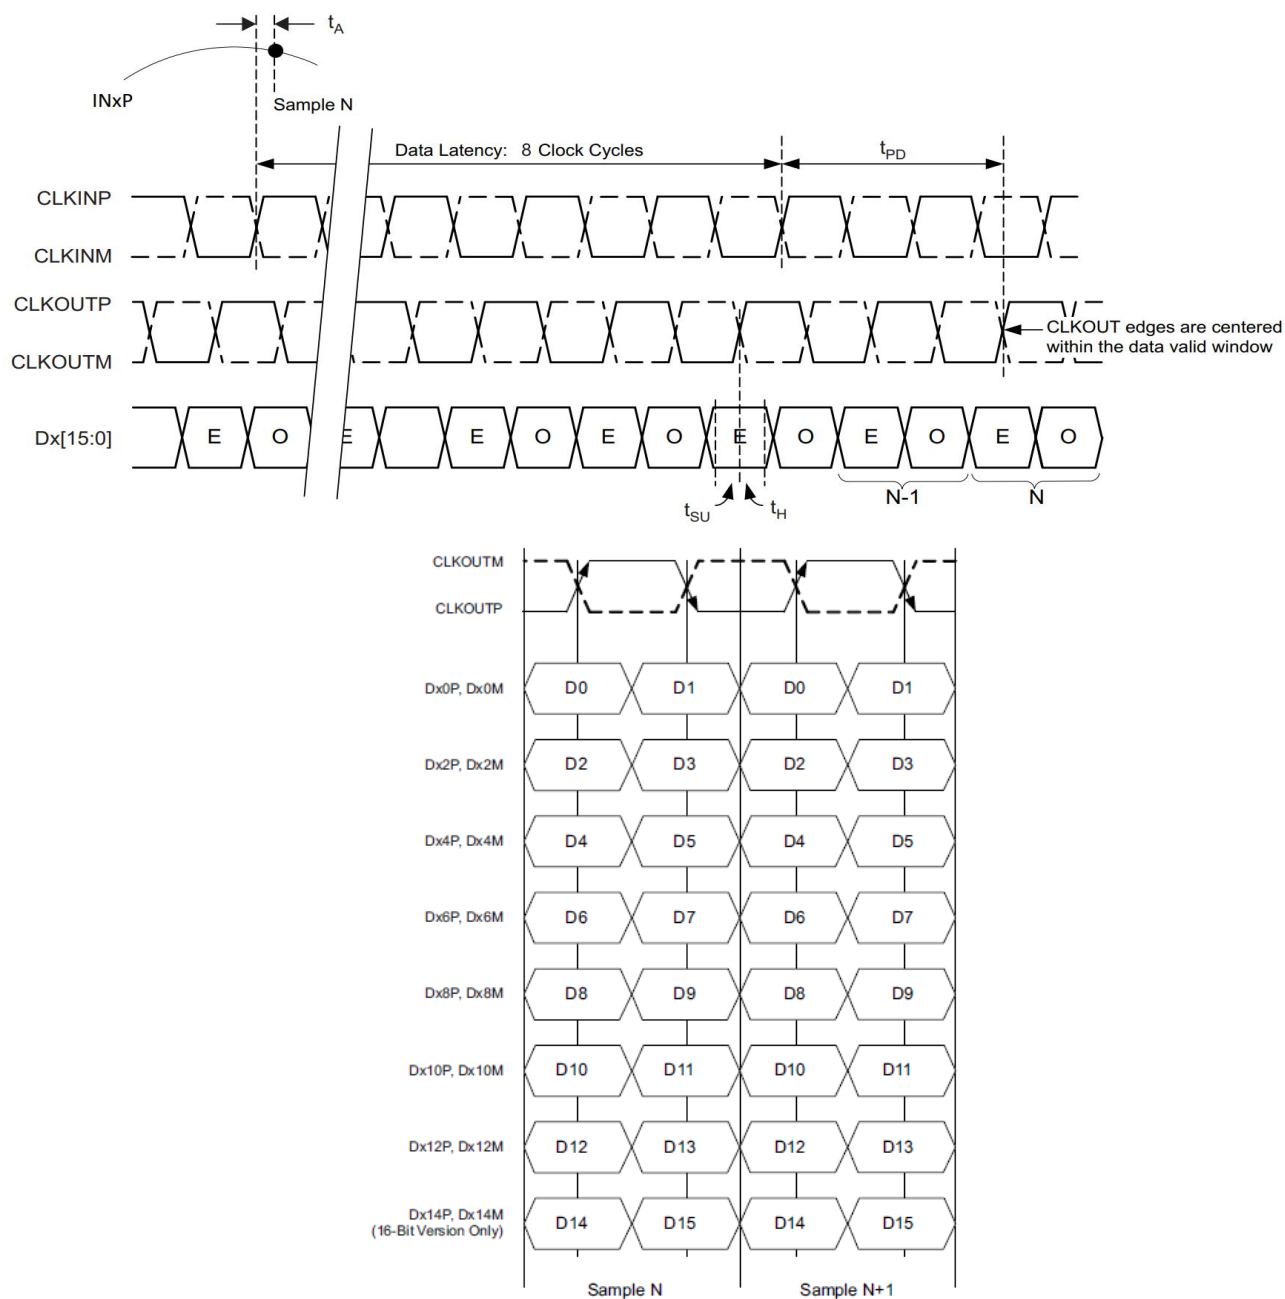 t_A
INxP
Sample N
Data Latency: 8 Clock Cycles
t_PD
CLKINP
CLKINM
CLKOUTP
CLKOUTM
CLKOUT edges are centered
within the data valid window
Dx[15:0]
E O E E O E O E O E O E O
t_SU t_H
N-1 N
CLKOUTM
CLKOUTP
Dx0P, Dx0M D0 D1 D0 D1
Dx2P, Dx2M D2 D3 D2 D3
Dx4P, Dx4M D4 D5 D4 D5
Dx6P, Dx6M D6 D7 D6 D7
Dx8P, Dx8M D8 D9 D8 D9
Dx10P, Dx10M D10 D11 D10 D11
Dx12P, Dx12M D12 D13 D12 D13
Dx14P, Dx14M
(16-Bit Version Only) D14 D15 D14 D15
Sample N Sample N+1